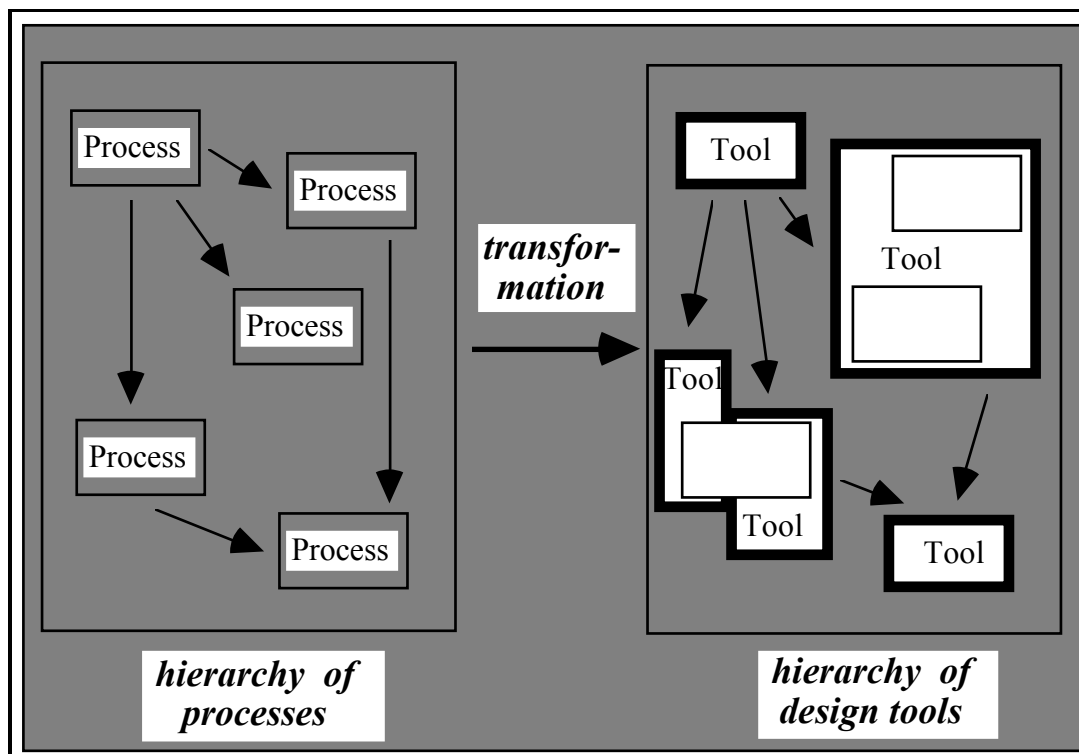 Process
Process
Process
Process
Process
hierarchy of
processes
transfor-
mation
Tool
Tool
Tool
Tool
Tool
hierarchy of
design tools